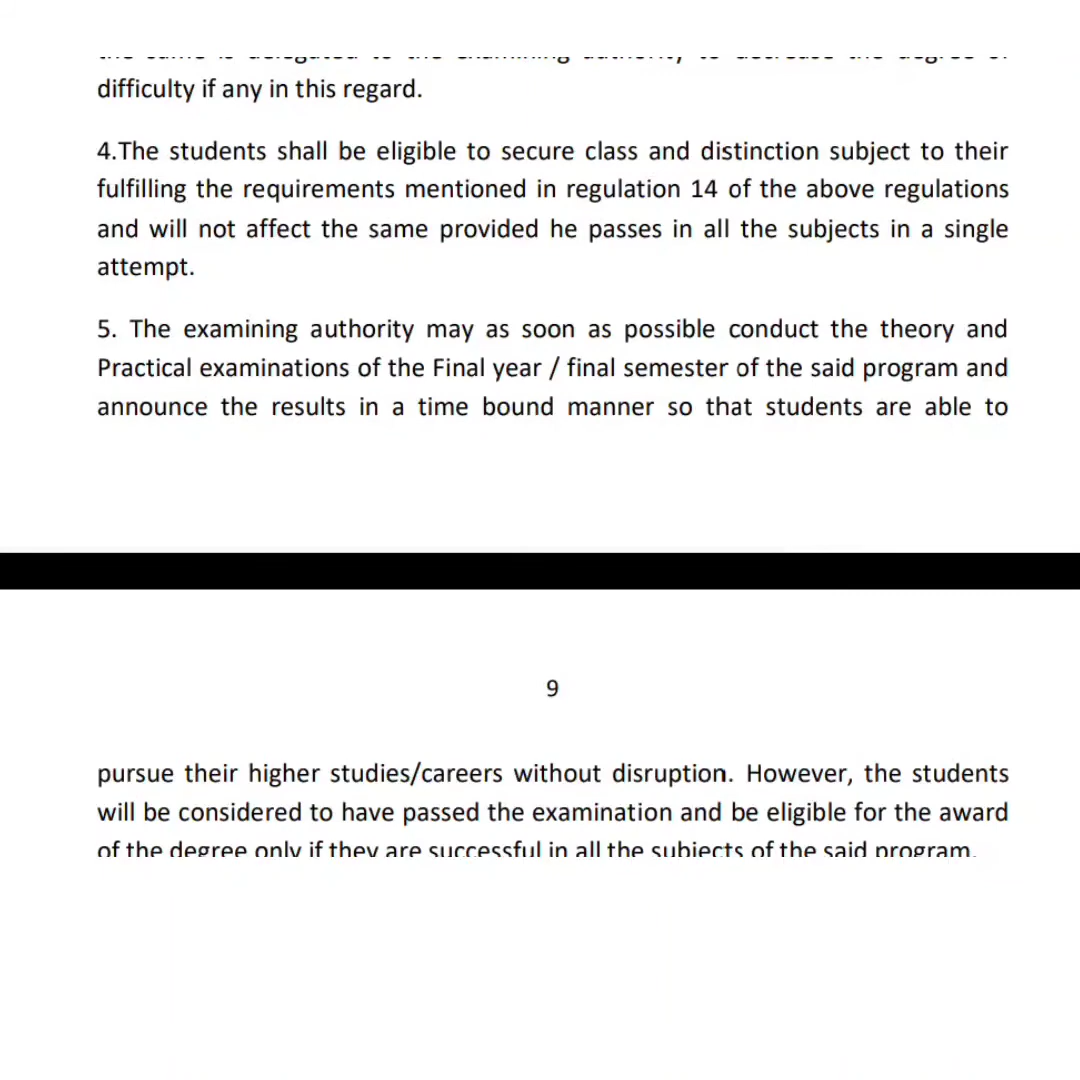 difficulty if any in this regard.
4.The students shall be eligible to secure class and distinction subject to their
fulfilling the requirements mentioned in regulation 14 of the above regulations
and will not affect the same provided he passes in all the subjects in a single
attempt.
5. The examining authority may as soon as possible conduct the theory and
Practical examinations of the Final year / final semester of the said program and
announce the results in a time bound manner so that students are able to
9
pursue their higher studies/careers without disruption. However, the students
will be considered to have passed the examination and be eligible for the award
of the degree only if they are successful in all the subjects of the said program.